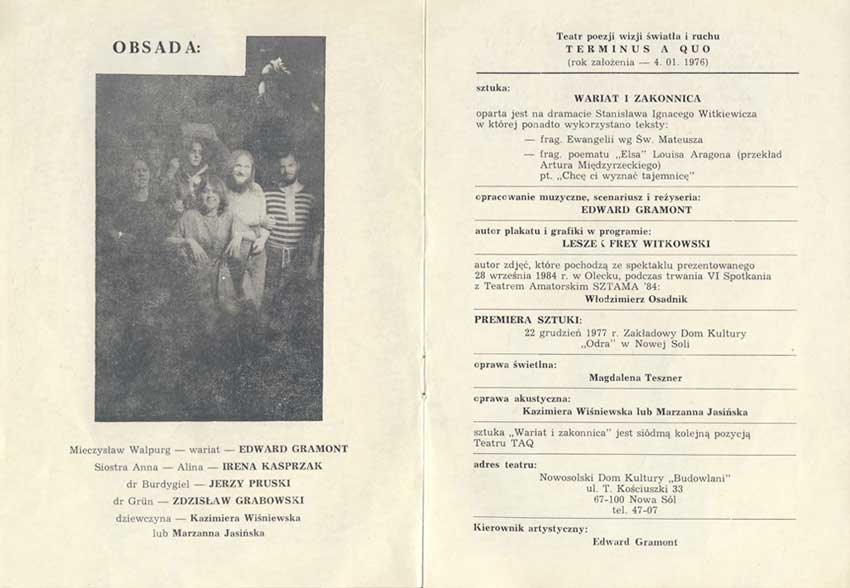 OBSADA:
Mieczysław Walpurg — wariat — EDWARD GRAMONT
Siostra Anna — Alina — IRENA KASPRZAK
dr Burdygiel — JERZY PRUSKI
dr Grün — ZDZISŁAW GRABOWSKI
dziewczyna — Kazimiera Wiśniewska
lub Marzanna Jasińska
Teatr poezji wizji światła i ruchu
TERMINUS A QUO
(rok założenia — 4. 01. 1976)
sztuka:
WARIAT I ZAKONNICA
oparta jest na dramacie Stanisława Ignacego Witkiewicza
w której ponadto wykorzystano teksty:
— frag. Ewangelii wg Św. Mateusza
— frag. poematu „Elsa" Louisa Aragona (przekład
Artura Międzyrzeckiego)
pt. „Chcę ci wyznać tajemnicę"
opracowanie muzyczne, scenariusz i reżyseria:
EDWARD GRAMONT
autor plakatu i grafiki w programie:
LESZEK FREY WITKOWSKI
autor zdjęć, które pochodzą ze spektaklu prezentowanego
28 września 1984 r. w Olecku, podczas trwania VI Spotkania
z Teatrem Amatorskim SZTAMA '84:
Włodzimierz Osadnik
PREMIERA SZTUKI:
22 grudzień 1977 r. Zakładowy Dom Kultury
„Odra" w Nowej Soli
oprawa świetlna:
Magdalena Teszner
oprawa akustyczna:
Kazimiera Wiśniewska lub Marzanna Jasińska
sztuka „Wariat i zakonnica" jest siódmą kolejną pozycją
Teatru TAQ
adres teatru:
Nowosolski Dom Kultury „Budowlani"
ul. T. Kościuszki 33
67-100 Nowa Sól
tel. 47-07
Kierownik artystyczny:
Edward Gramont